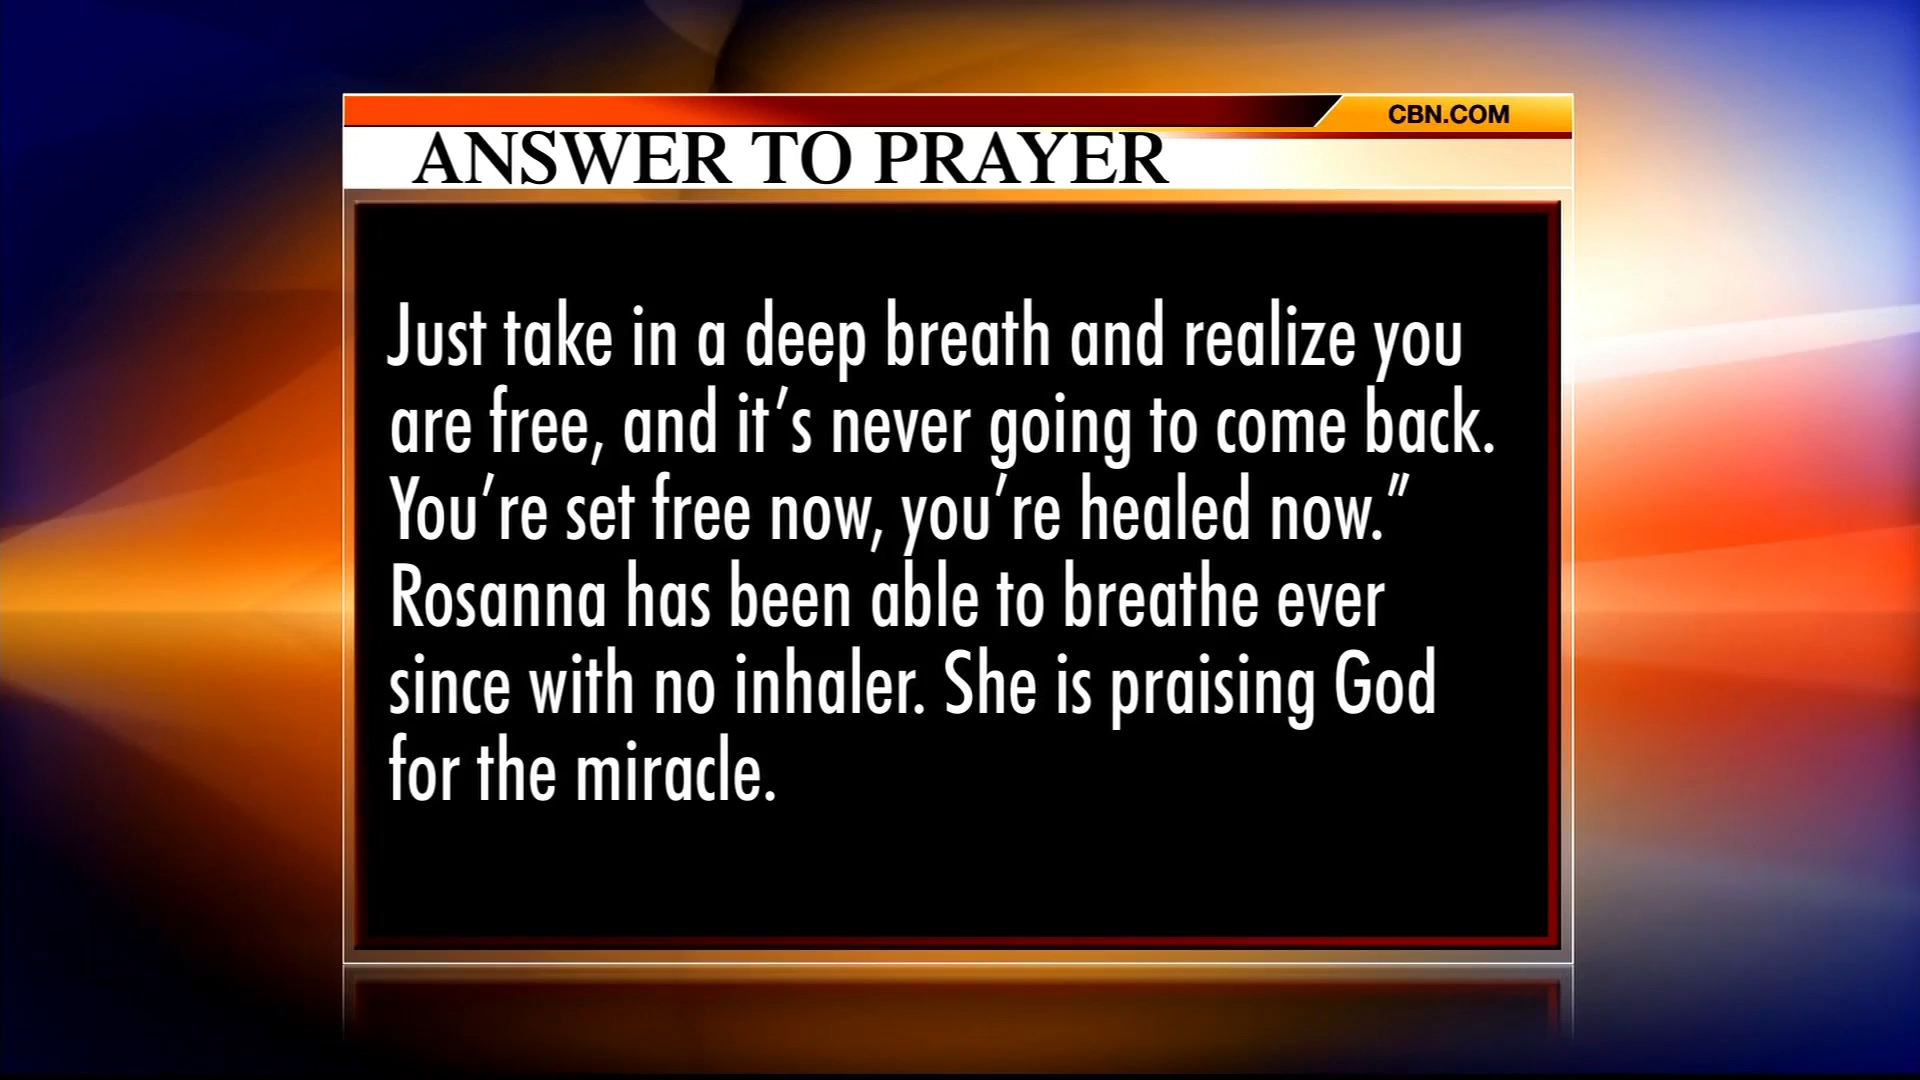 CBN.COM
ANSWER TO PRAYER
Just take in a deep breath and realize you
are free, and it’s never going to come back.
You’re set free now, you’re healed now.”
Rosanna has been able to breathe ever
since with no inhaler. She is praising God
for the miracle.